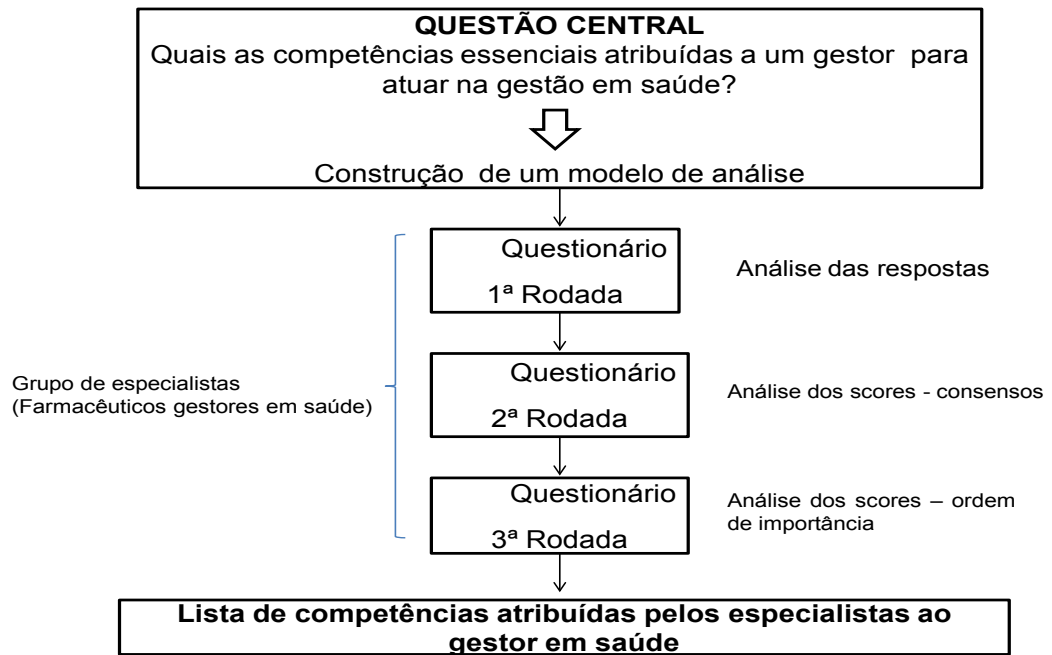 QUESTÃO CENTRAL
Quais as competências essenciais atribuídas a um gestor para
atuar na gestão em saúde?
Construção de um modelo de análise
Questionário
1ª Rodada
Análise das respostas
Grupo de especialistas
(Farmacêuticos gestores em saúde)
Questionário
2ª Rodada
Análise dos scores - consensos
Questionário
3ª Rodada
Análise dos scores – ordem
de importância
Lista de competências atribuídas pelos especialistas ao
gestor em saúde